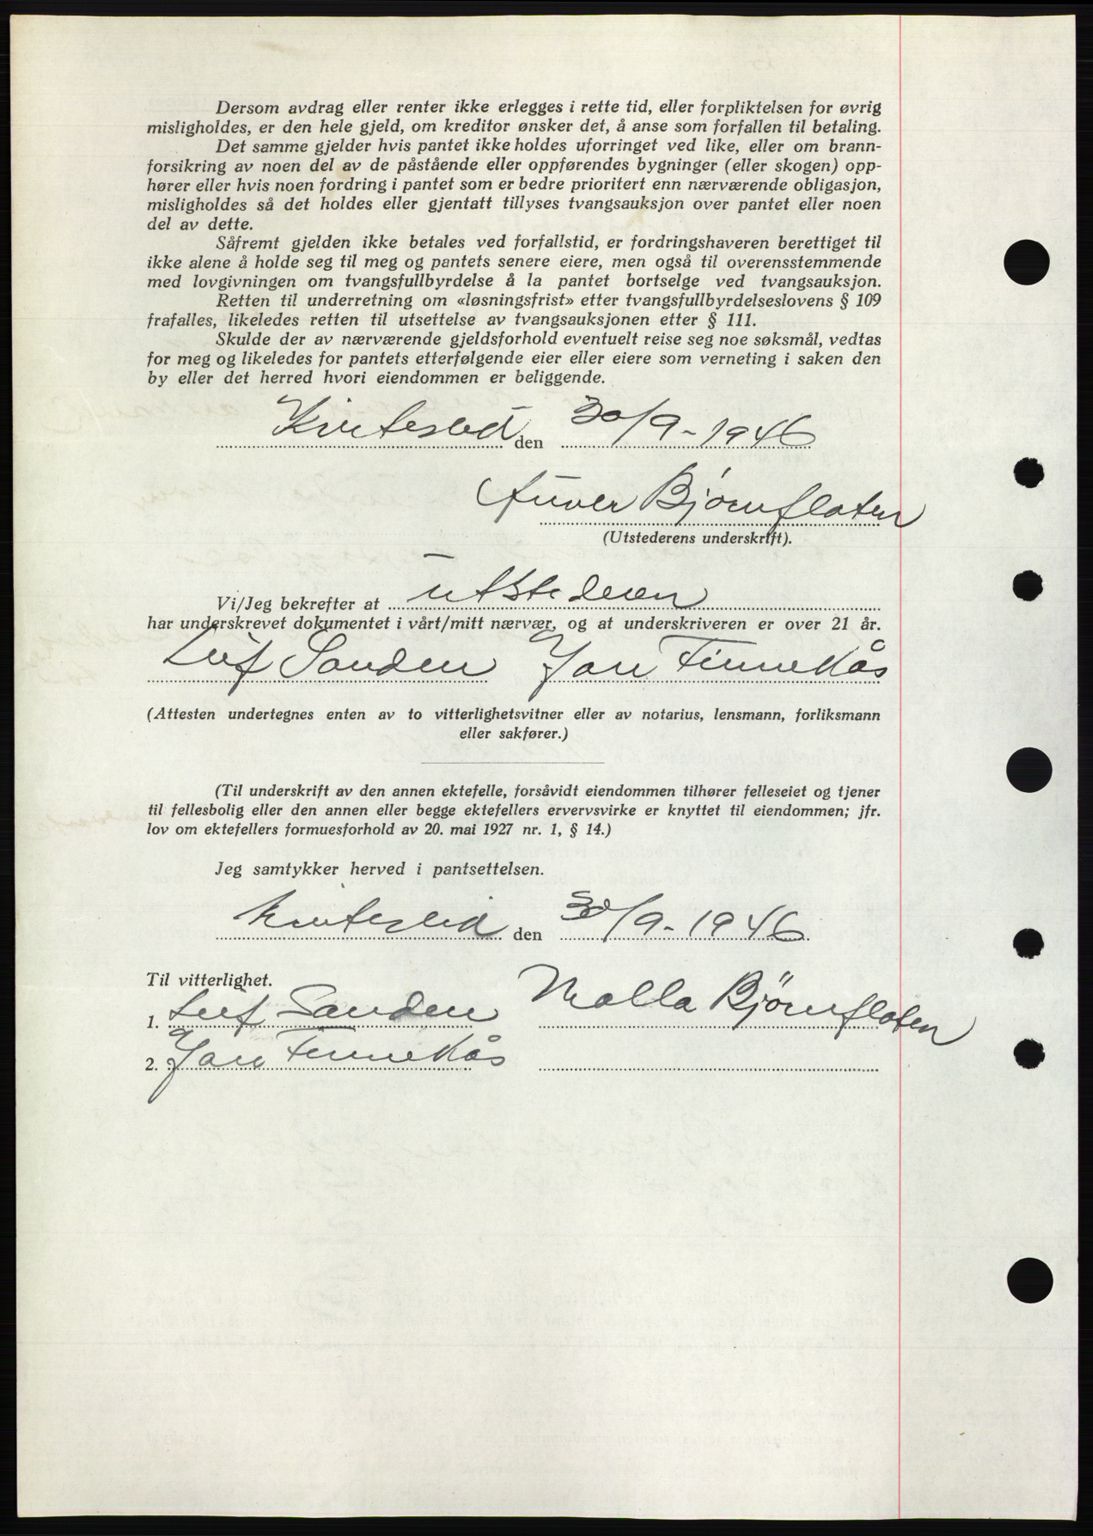 Dersom avdrag eller renter ikke erlegges i rette tid, eller forpliktelsen for øvrig
misligholdes, er den hele gjeld, om kreditor ønsker det, å anse som forfallen til betaling.
Det samme gjelder hvis pantet ikke holdes uforringet ved like, eller om brann-
forsikring av noen del av de påstående eller oppførendes bygninger (eller skogen) opp-
hører eller hvis noen fordring i pantet som er bedre prioritert enn nærværende obligasjon,
misligholdes så det holdes eller gjentatt tillyses tvangsauksjon over pantet eller noen
del av dette.
Såfremt gjelden ikke betales ved forfallstid, er fordringshaveren berettiget til
ikke alene å holde seg til meg og pantets senere eiere, men også til overensstemmende
med lovgivningen om tvangsfullbyrdelse å la pantet bortselge ved tvangsauksjon.
Retten til underretning om «løsningsfrist» etter tvangsfullbyrdelseslovens § 109
frafalles, likeledes retten til utsettelse av tvangsauksjonen etter § 111.
Skulde der av nærværende gjeldsforhold eventuelt reise seg noe søksmål, vedtas
for meg og likeledes for pantets etterfølgende eier eller eiere som verneting i saken den
by eller det herred hvori eiendommen er beliggende.
Kviteseid den 30/9-1946
Bjørnfloten
(Utstederens underskrift).
Vi/Jeg bekrefter at utstederen
har underskrevet dokumentet i vårt/mitt nærvær, og at underskriveren er over 21 år.
Leif Sanden Jan Finnekås
(Attesten undertegnes enten av to vitterlighetsvitner eller av notarius, lensmann, forliksmann
eller sakfører.)
(Til underskrift av den annen ektefelle, forsåvidt eiendommen tilhører felleseiet og tjener
til fellesbolig eller den annen eller begge ektefellers ervervsvirke er knyttet til eiendommen; jfr.
lov om ektefellers formuesforhold av 20. mai 1927 nr. 1, § 14.)
Jeg samtykker herved i pantsettelsen.
Kviteseid den 30/9-1946
Til vitterlighet.
1. Leif Sanden Molla Bjørnfloten
2. Jan Finnekås